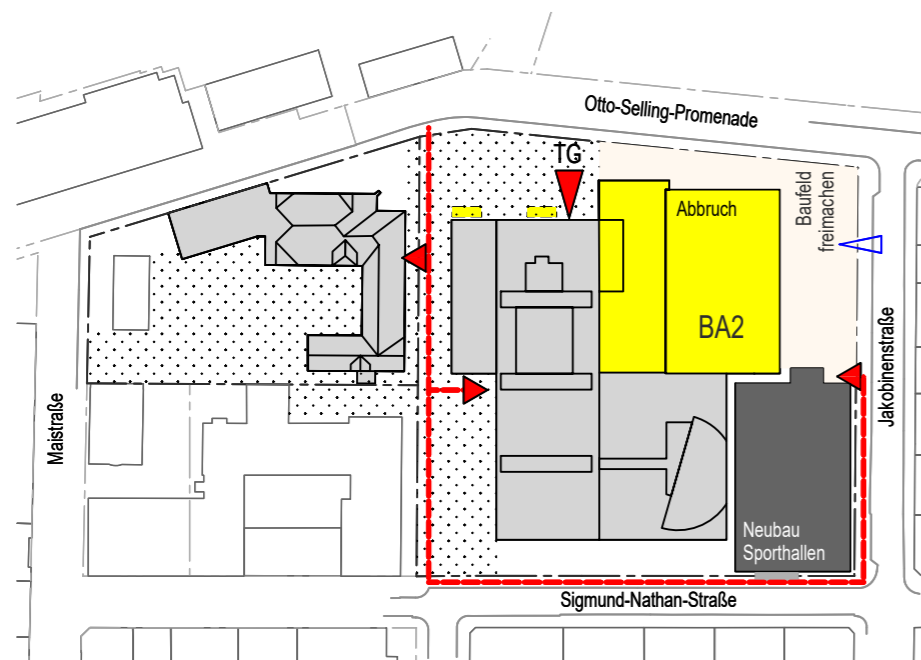 Otto-Selling-Promenade
TG
Abbruch
Baufeld
freimachen
BA2
Maistraße
Jakobinenstraße
Neubau
Sporthallen
Sigmund-Nathan-Straße